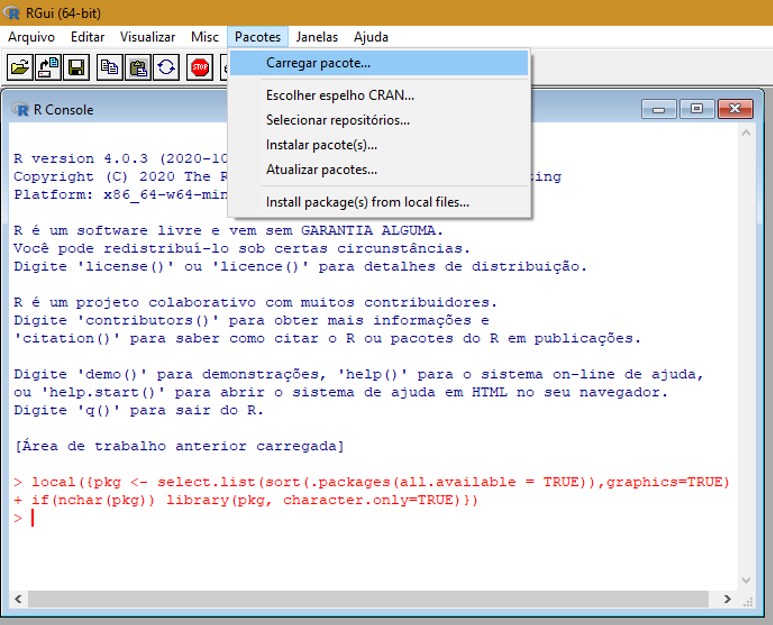 RGui (64-bit)
Arquivo Editar Visualizar Misc Pacotes Janelas Ajuda
STOP
Carregar pacote...
Escolher espelho CRAN...
Selecionar repositórios...
Instalar pacote(s)...
Atualizar pacotes...
Install package(s) from local files...
R Console
R version 4.0.3 (2020-10
Copyright (C) 2020 The R ting
Platform: x86_64-w64-min
R é um software livre e vem sem GARANTIA ALGUMA.
Você pode redistribuí-lo sob certas circunstâncias.
Digite 'license()' ou 'licence()' para detalhes de distribuição.
R é um projeto colaborativo com muitos contribuidores.
Digite 'contributors()' para obter mais informações e
'citation()' para saber como citar o R ou pacotes do R em publicações.
Digite 'demo()' para demonstrações, 'help()' para o sistema on-line de ajuda,
ou 'help.start()' para abrir o sistema de ajuda em HTML no seu navegador.
Digite 'q()' para sair do R.
[Área de trabalho anterior carregada]
> local({pkg <- select.list(sort(.packages(all.available = TRUE)),graphics=TRUE)
+ if(nchar(pkg)) library(pkg, character.only=TRUE)})
>